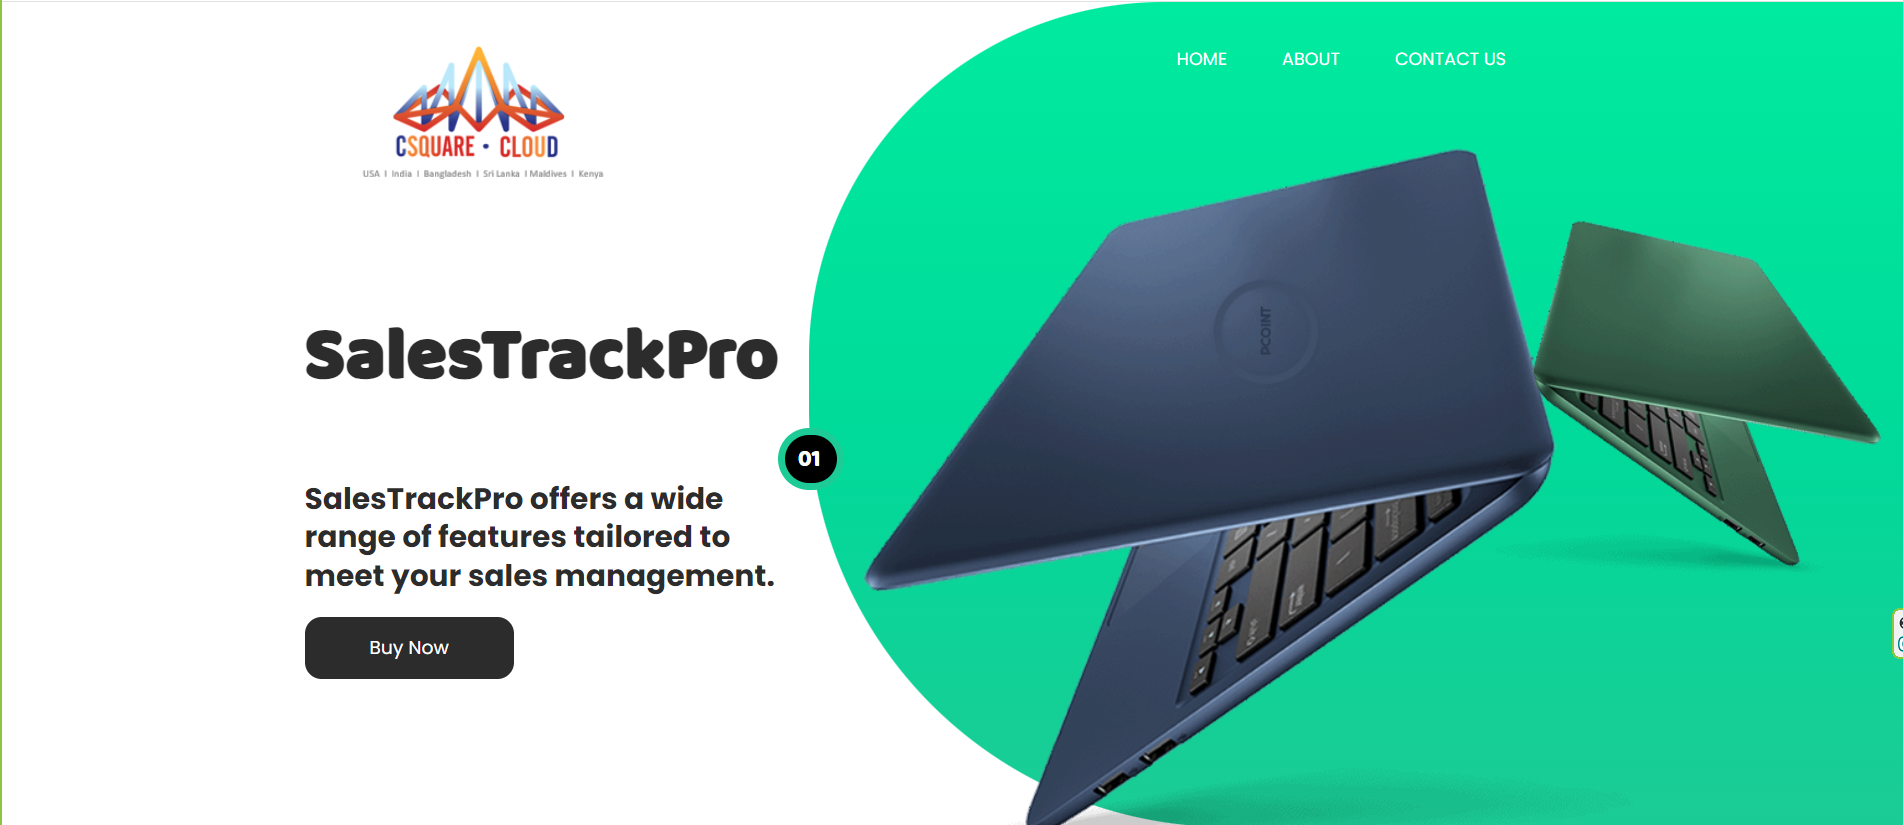 CSQUARE • CLOUD
USA | India | Bangladesh | Sri Lanka | Maldives | Kenya
HOME ABOUT CONTACT US
SalesTrackPro
01
SalesTrackPro offers a wide
range of features tailored to
meet your sales management.
Buy Now
PCOINT